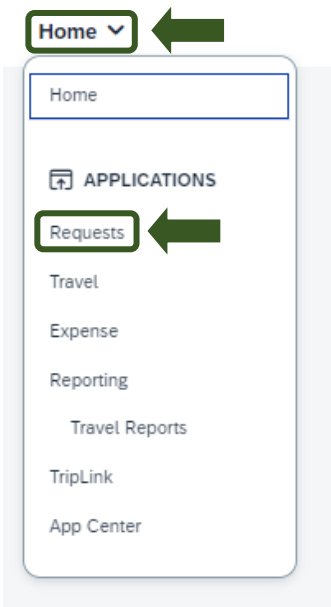 Home
Home
APPLICATIONS
Requests
Travel
Expense
Reporting
Travel Reports
TripLink
App Center